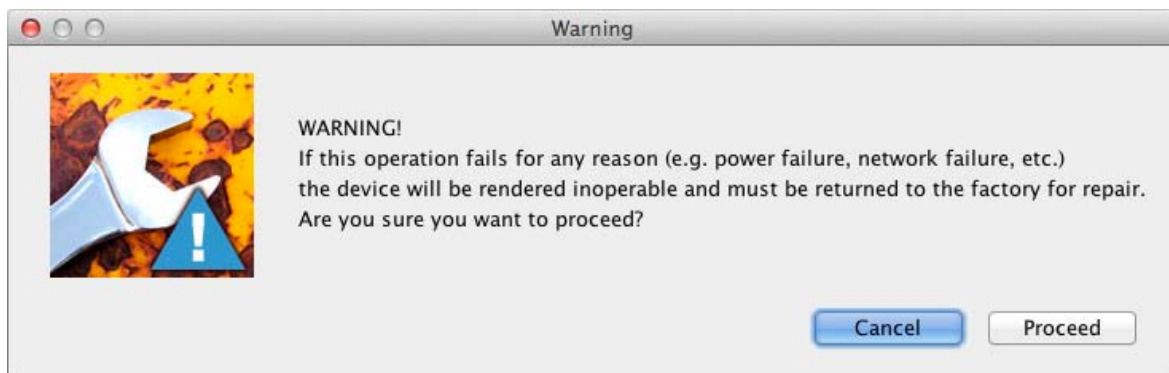 Warning
WARNING!
If this operation fails for any reason (e.g. power failure, network failure, etc.)
the device will be rendered inoperable and must be returned to the factory for repair.
Are you sure you want to proceed?
Cancel
Proceed